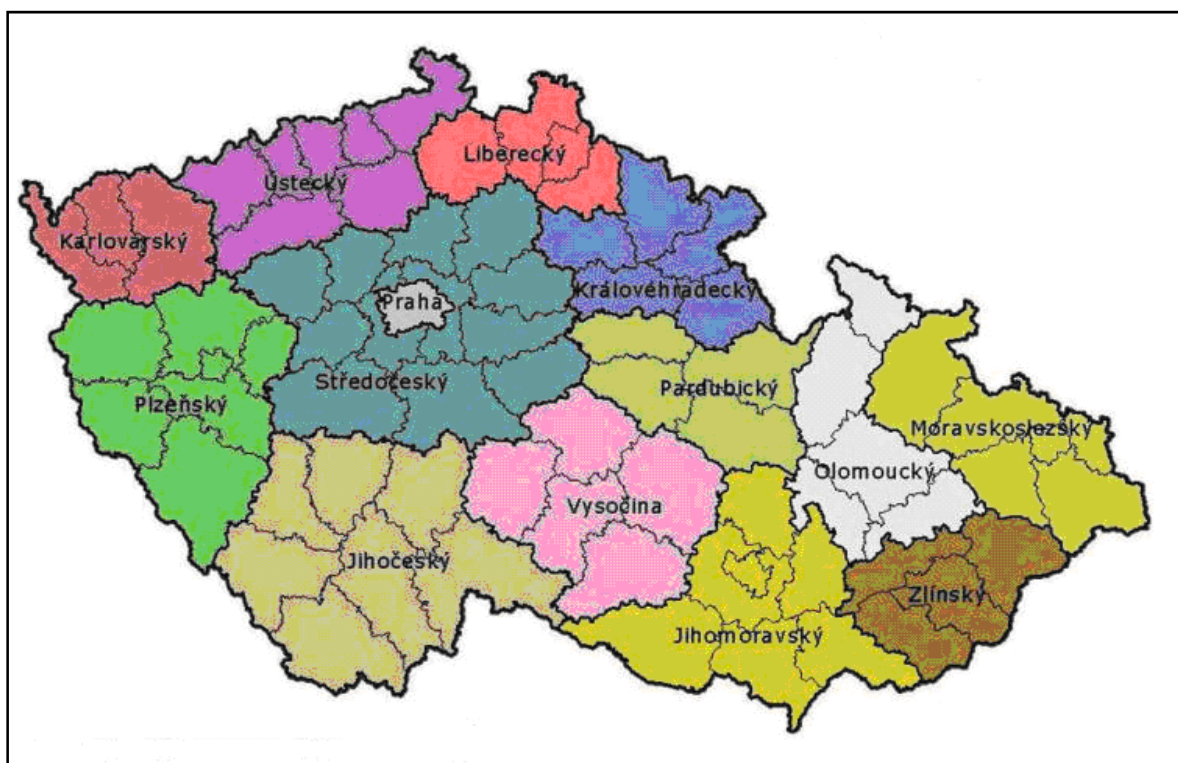 Liberecký
Ústecký
Karlovarský
Královéhradecký
Praha
Středočeský
Pardubický
Plzeňský
Moravskoslezský
Olomoucký
Vysočina
Jihočeský
Zlínský
Jihomoravský